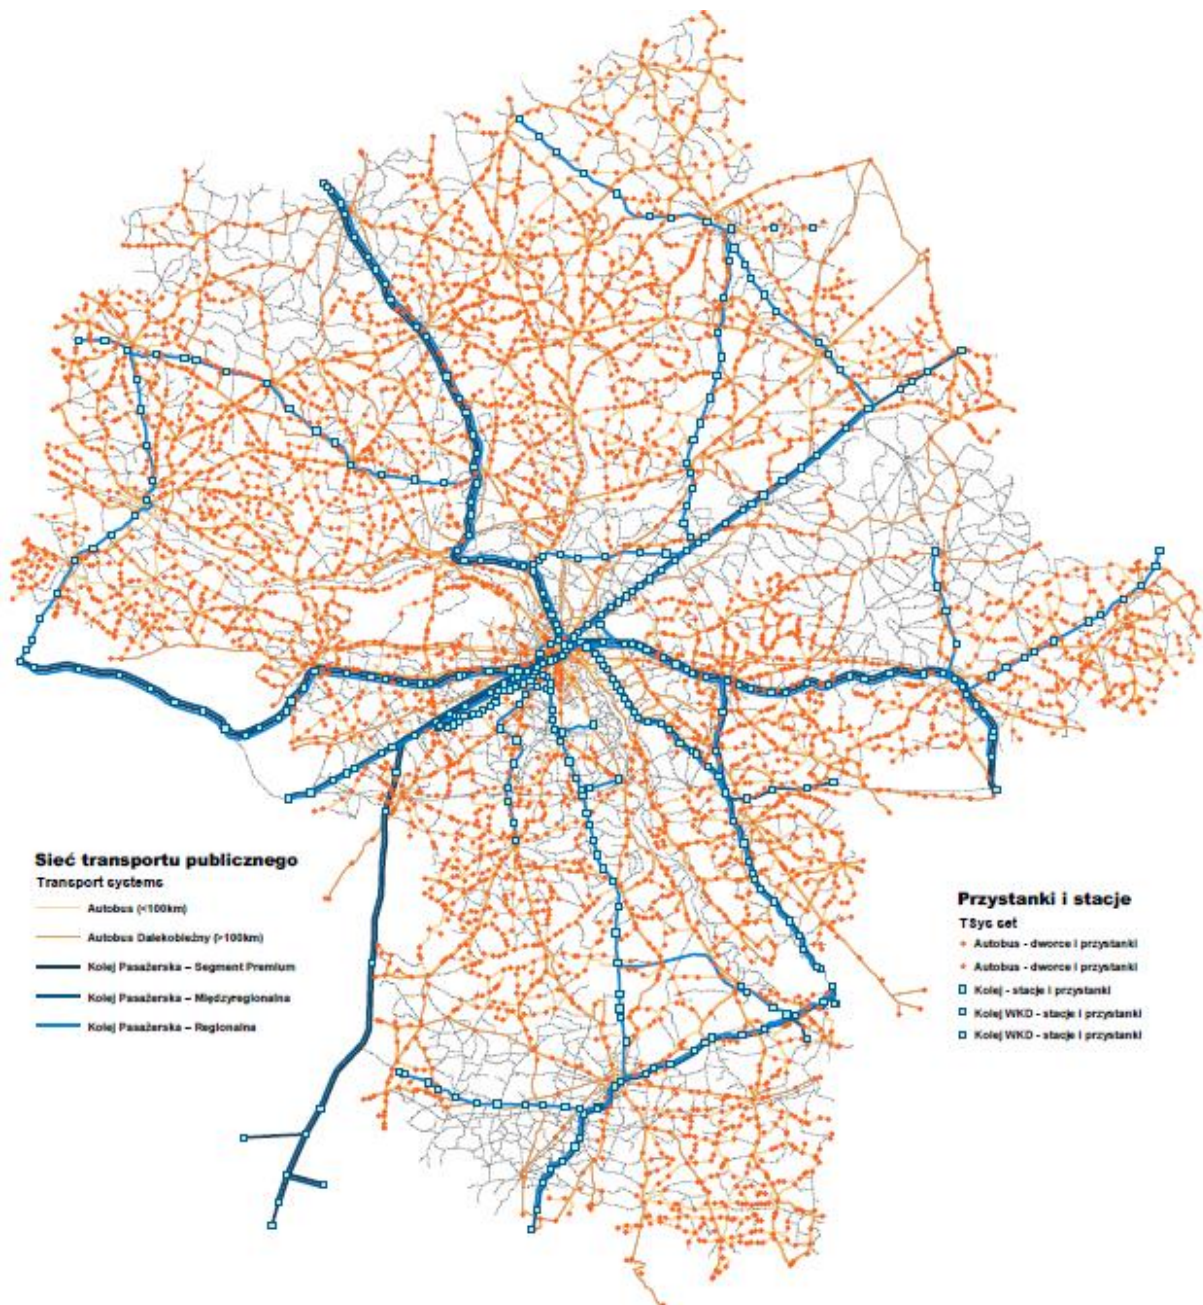 Sieć transportu publicznego
Transport systems
Autobus (<100km)
Autobus Dalekobieżny (>100km)
Kolej Pasażerska – Segment Premium
Kolej Pasażerska – Międzyregionalna
Kolej Pasażerska – Regionalna
Przystanki i stacje
TSys set
Autobus - dworce i przystanki
Autobus - dworce i przystanki
Kolej - stacje i przystanki
Kolej WKD - stacje i przystanki
Kolej WKD - stacje i przystanki